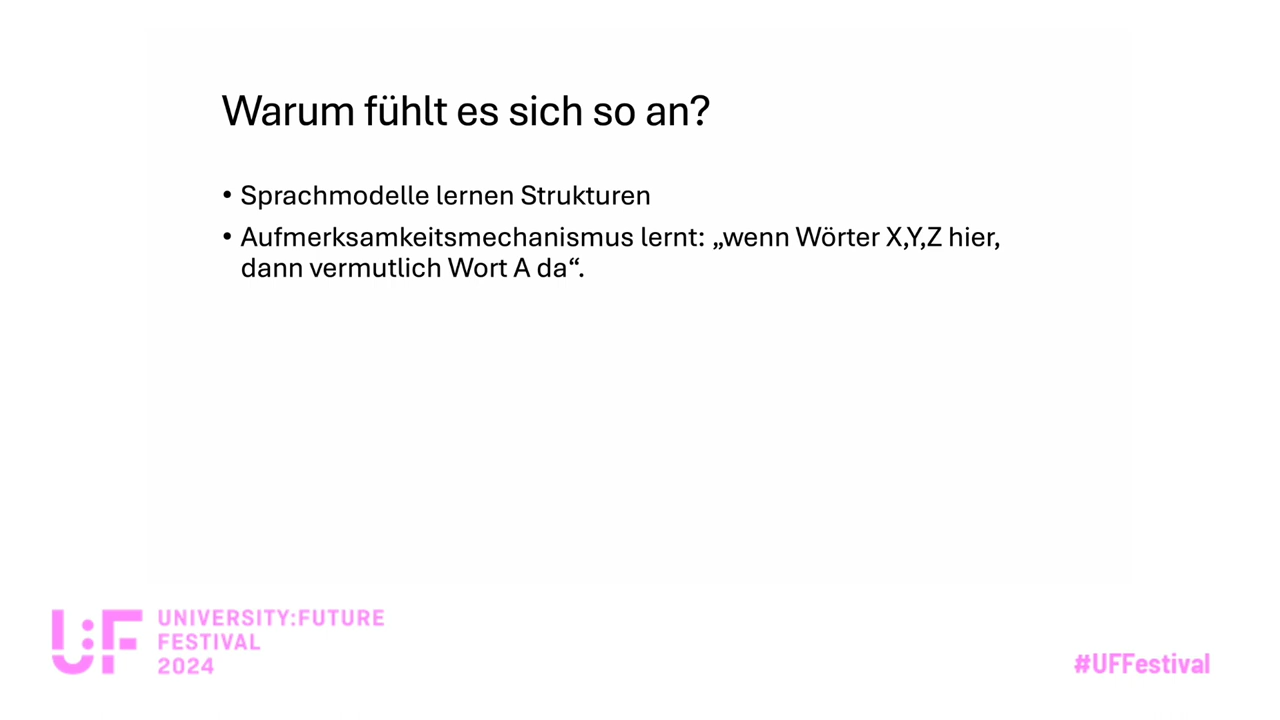 Warum fühlt es sich so an?
• Sprachmodelle lernen Strukturen
• Aufmerksamkeitsmechanismus lernt: „wenn Wörter X,Y,Z hier,
dann vermutlich Wort A da“.
U:F
UNIVERSITY:FUTURE
FESTIVAL
2024
#UFFestival